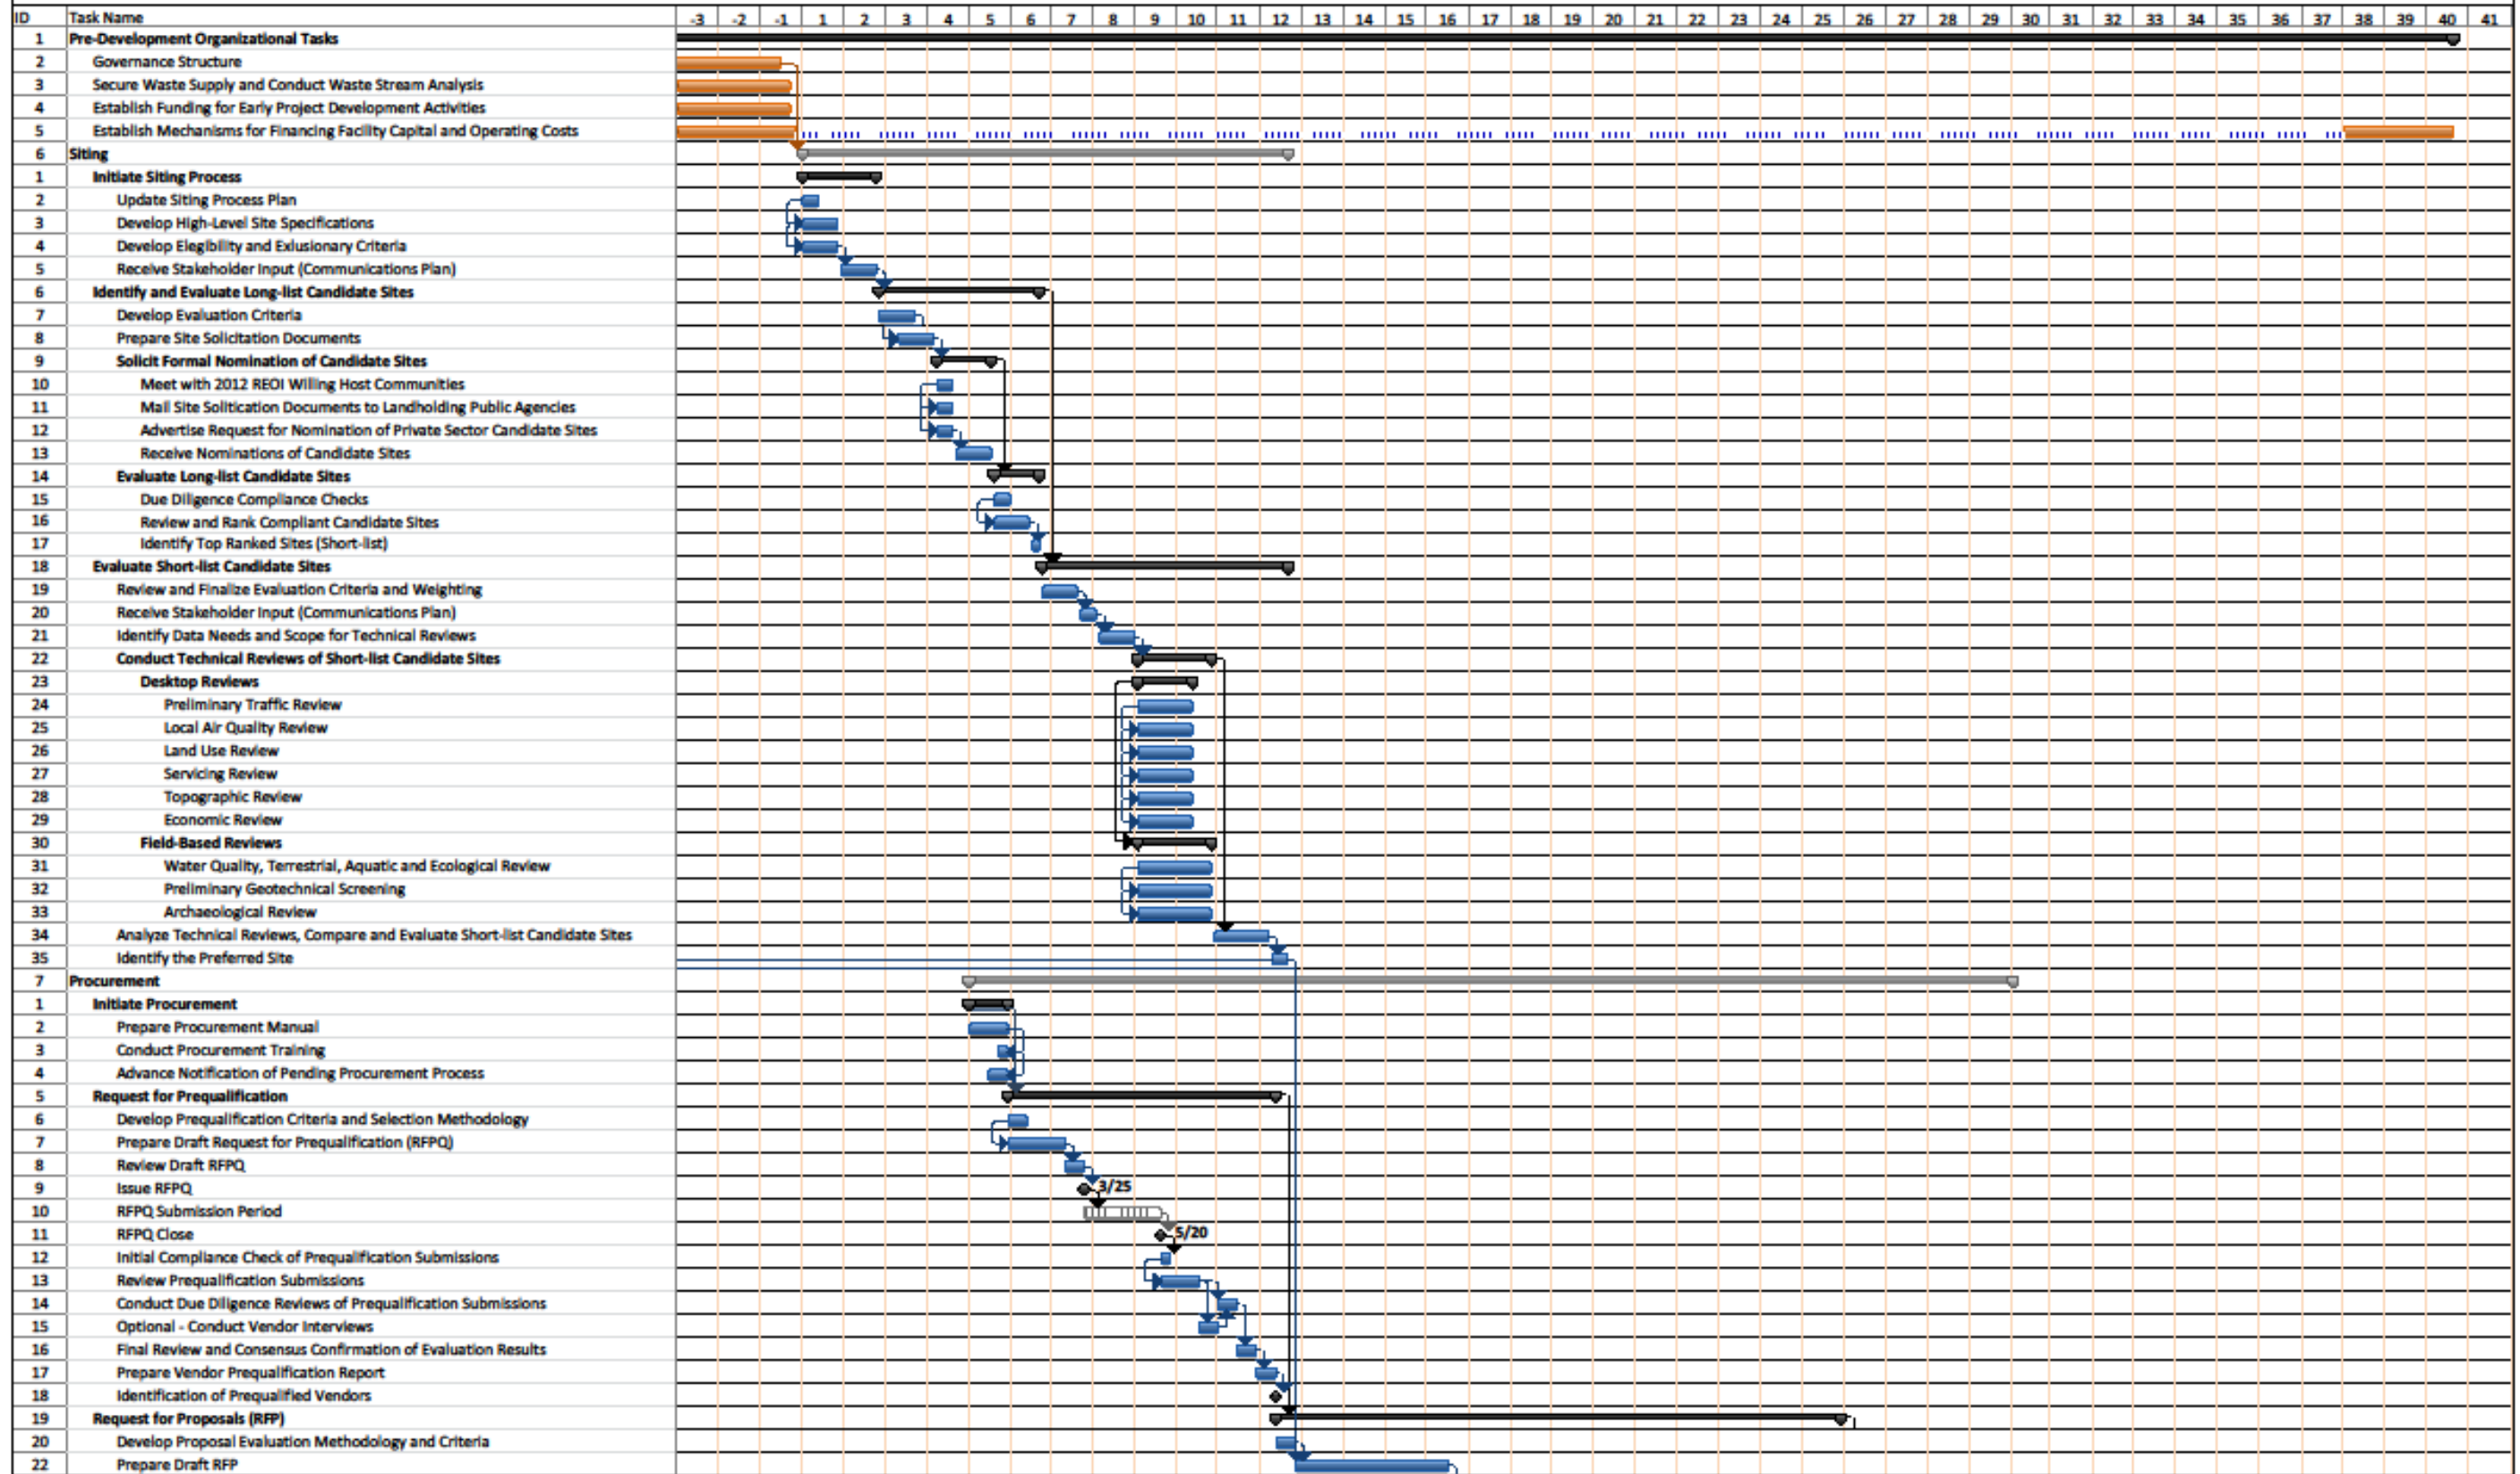 ID Task Name -3 -2 -1 1 2 3 4 5 6 7 8 9 10 11 12 13 14 15 16 17 18 19 20 21 22 23 24 25 26 27 28 29 30 31 32 33 34 35 36 37 38 39 40 41
1 Pre-Development Organizational Tasks
2 Governance Structure
3 Secure Waste Supply and Conduct Waste Stream Analysis
4 Establish Funding for Early Project Development Activities
5 Establish Mechanisms for Financing Facility Capital and Operating Costs
6 Siting
1 Initiate Siting Process
2 Update Siting Process Plan
3 Develop High-Level Site Specifications
4 Develop Elegibility and Exlusionary Criteria
5 Receive Stakeholder Input (Communications Plan)
6 Identify and Evaluate Long-list Candidate Sites
7 Develop Evaluation Criteria
8 Prepare Site Solicitation Documents
9 Solicit Formal Nomination of Candidate Sites
10 Meet with 2012 REOI Willing Host Communities
11 Mail Site Solitication Documents to Landholding Public Agencies
12 Advertise Request for Nomination of Private Sector Candidate Sites
13 Receive Nominations of Candidate Sites
14 Evaluate Long-list Candidate Sites
15 Due Diligence Compliance Checks
16 Review and Rank Compliant Candidate Sites
17 Identify Top Ranked Sites (Short-list)
18 Evaluate Short-list Candidate Sites
19 Review and Finalize Evaluation Criteria and Weighting
20 Receive Stakeholder Input (Communications Plan)
21 Identify Data Needs and Scope for Technical Reviews
22 Conduct Technical Reviews of Short-list Candidate Sites
23 Desktop Reviews
24 Preliminary Traffic Review
25 Local Air Quality Review
26 Land Use Review
27 Servicing Review
28 Topographic Review
29 Economic Review
30 Field-Based Reviews
31 Water Quality, Terrestrial, Aquatic and Ecological Review
32 Preliminary Geotechnical Screening
33 Archaeological Review
34 Analyze Technical Reviews, Compare and Evaluate Short-list Candidate Sites
35 Identify the Preferred Site
7 Procurement
1 Initiate Procurement
2 Prepare Procurement Manual
3 Conduct Procurement Training
4 Advance Notification of Pending Procurement Process
5 Request for Prequalification
6 Develop Prequalification Criteria and Selection Methodology
7 Prepare Draft Request for Prequalification (RFPQ)
8 Review Draft RFPQ
9 Issue RFPQ 3/25
10 RFPQ Submission Period
11 RFPQ Close 5/20
12 Initial Compliance Check of Prequalification Submissions
13 Review Prequalification Submissions
14 Conduct Due Diligence Reviews of Prequalification Submissions
15 Optional - Conduct Vendor Interviews
16 Final Review and Consensus Confirmation of Evaluation Results
17 Prepare Vendor Prequalification Report
18 Identification of Prequalified Vendors
19 Request for Proposals (RFP)
20 Develop Proposal Evaluation Methodology and Criteria
22 Prepare Draft RFP